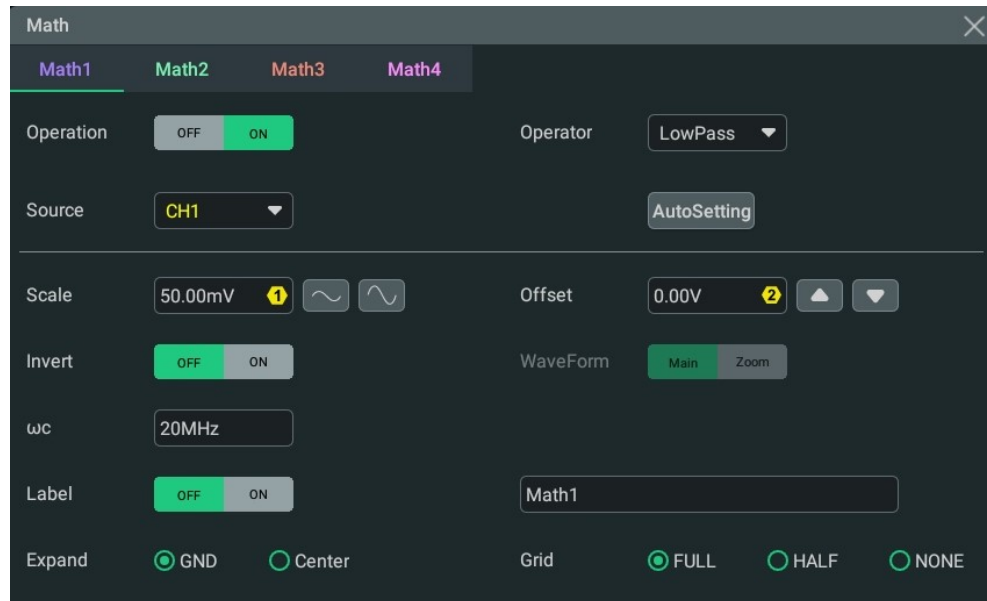 Math
Math1 Math2 Math3 Math4
Operation OFF ON Operator LowPass
Source CH1 AutoSetting
Scale 50.00mV 1 Offset 0.00V 2
Invert OFF ON WaveForm Main Zoom
ωc 20MHz
Label OFF ON Math1
Expand GND Center Grid FULL HALF NONE